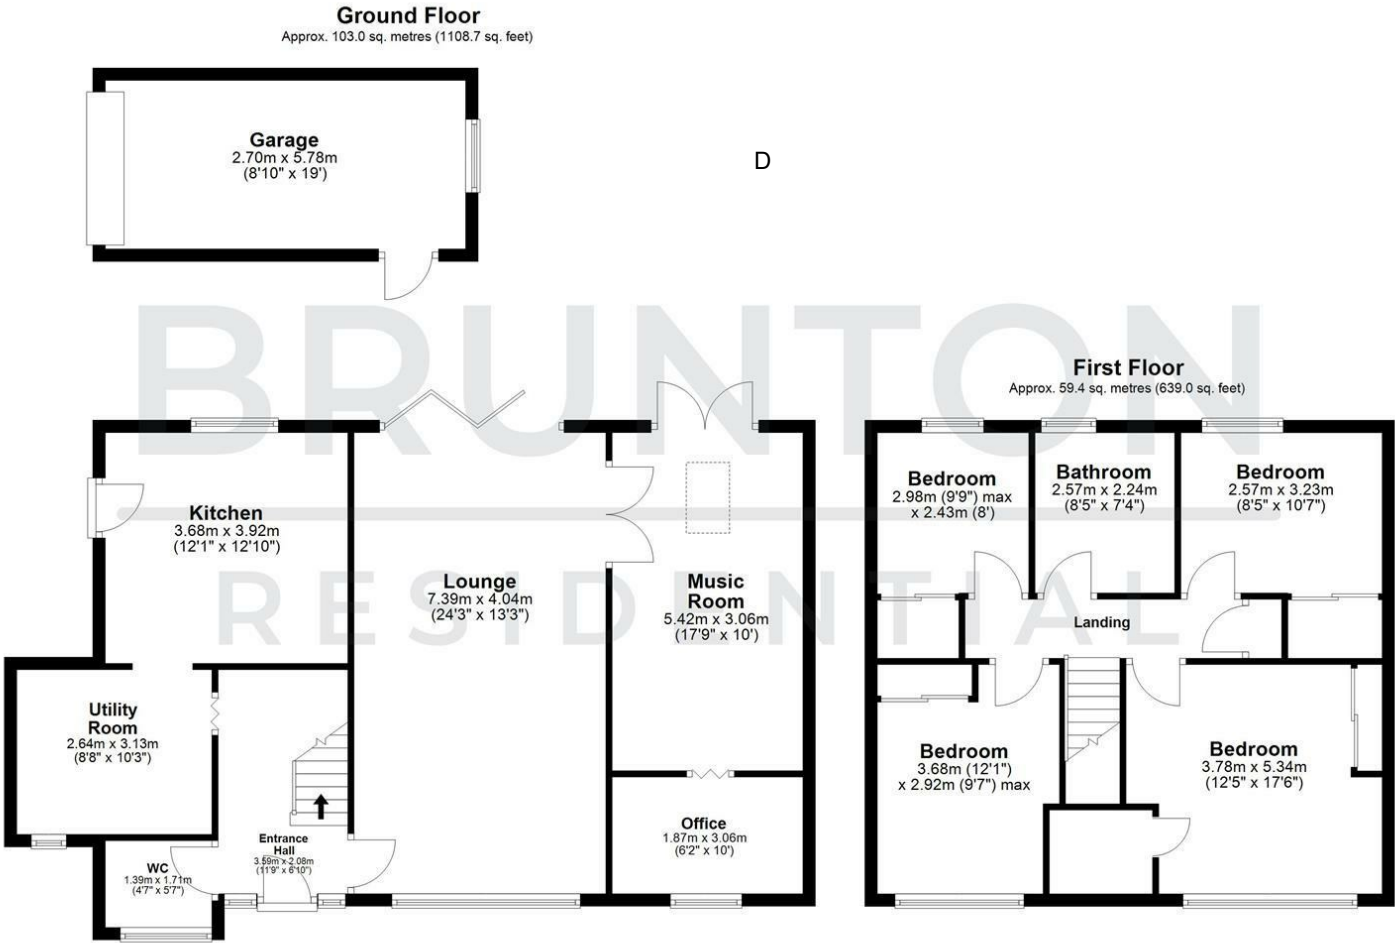 Ground Floor
Approx. 103.0 sq. metres (1108.7 sq. feet)
Garage
2.70m x 5.78m
(8'10" x 19')
D
BRUNTON
RESIDENTIAL
Kitchen
3.68m x 3.92m
(12'1" x 12'10")
Lounge
7.39m x 4.04m
(24'3" x 13'3")
Music
Room
5.42m x 3.06m
(17'9" x 10')
Utility
Room
2.64m x 3.13m
(8'8" x 10'3")
Office
1.87m x 3.06m
(6'2" x 10')
Entrance
Hall
3.59m x 2.08m
(11'9" x 6'10")
WC
1.39m x 1.71m
(4'7" x 5'7")
First Floor
Approx. 59.4 sq. metres (639.0 sq. feet)
Bedroom
2.98m (9'9") max
x 2.43m (8')
Bathroom
2.57m x 2.24m
(8'5" x 7'4")
Bedroom
2.57m x 3.23m
(8'5" x 10'7")
Landing
Bedroom
3.68m (12'1")
x 2.92m (9'7") max
Bedroom
3.78m x 5.34m
(12'5" x 17'6")